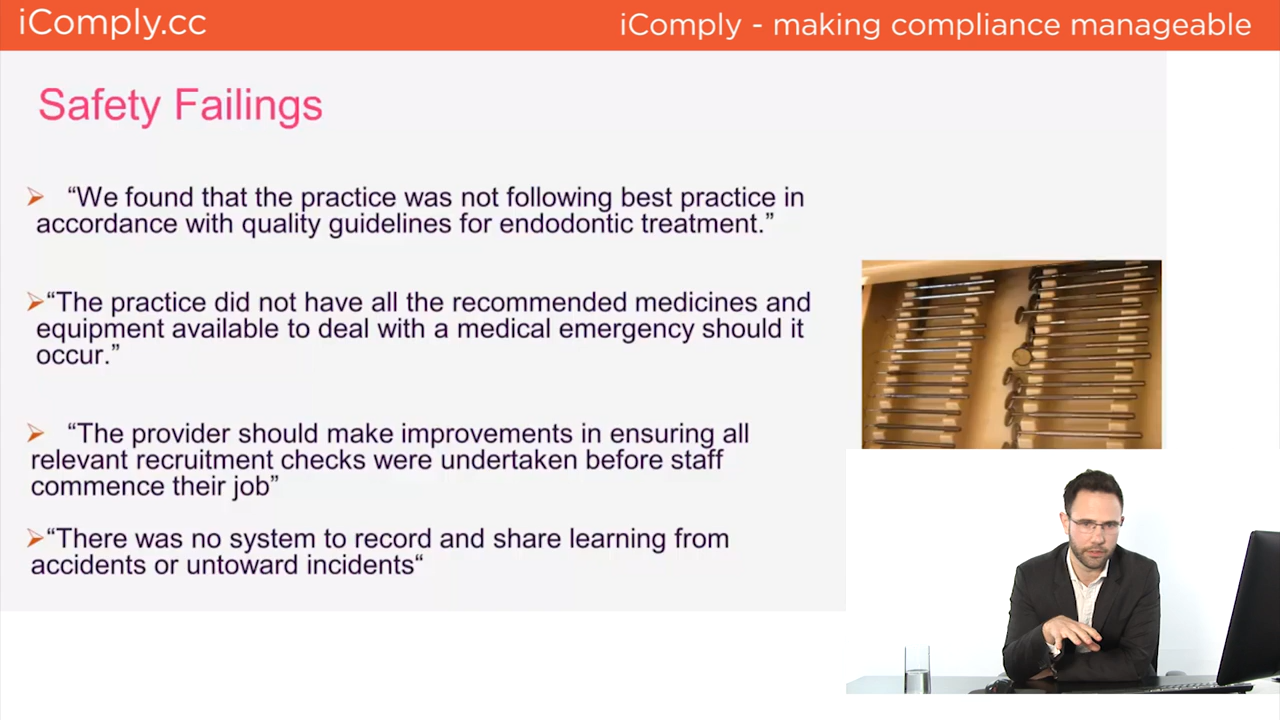 iComply.cc
iComply - making compliance manageable
Safety Failings
➢ “We found that the practice was not following best practice in
accordance with quality guidelines for endodontic treatment.”
➢“The practice did not have all the recommended medicines and
equipment available to deal with a medical emergency should it
occur.”
➢ “The provider should make improvements in ensuring all
relevant recruitment checks were undertaken before staff
commence their job”
➢“There was no system to record and share learning from
accidents or untoward incidents“